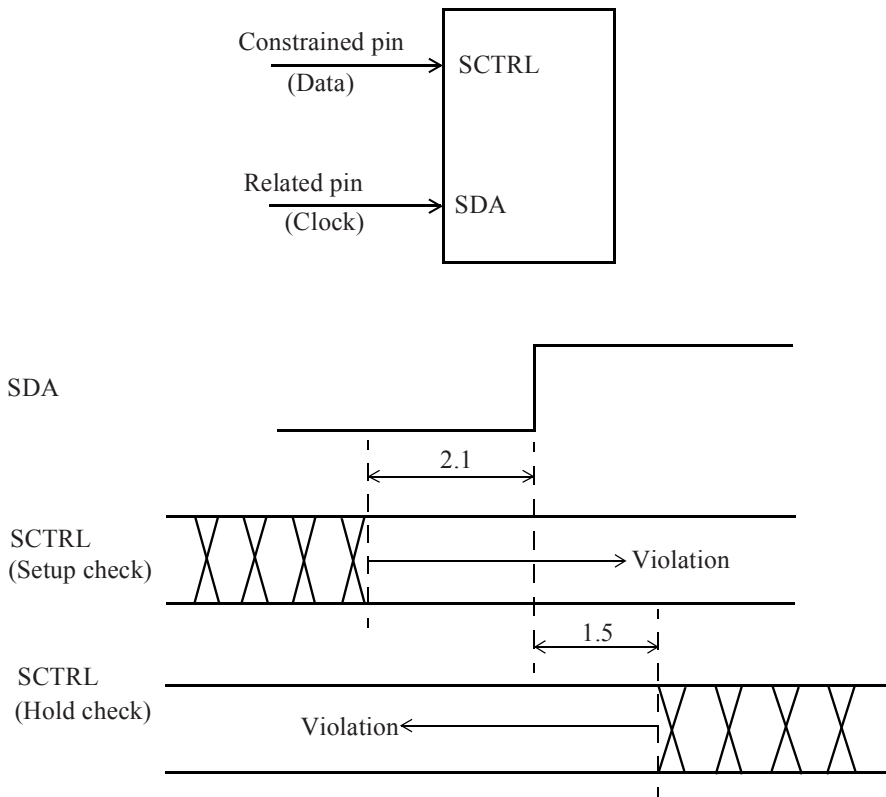 Constrained pin
(Data)
SCTRL
Related pin
(Clock)
SDA
SDA
2.1
SCTRL
(Setup check)
Violation
1.5
SCTRL
(Hold check)
Violation